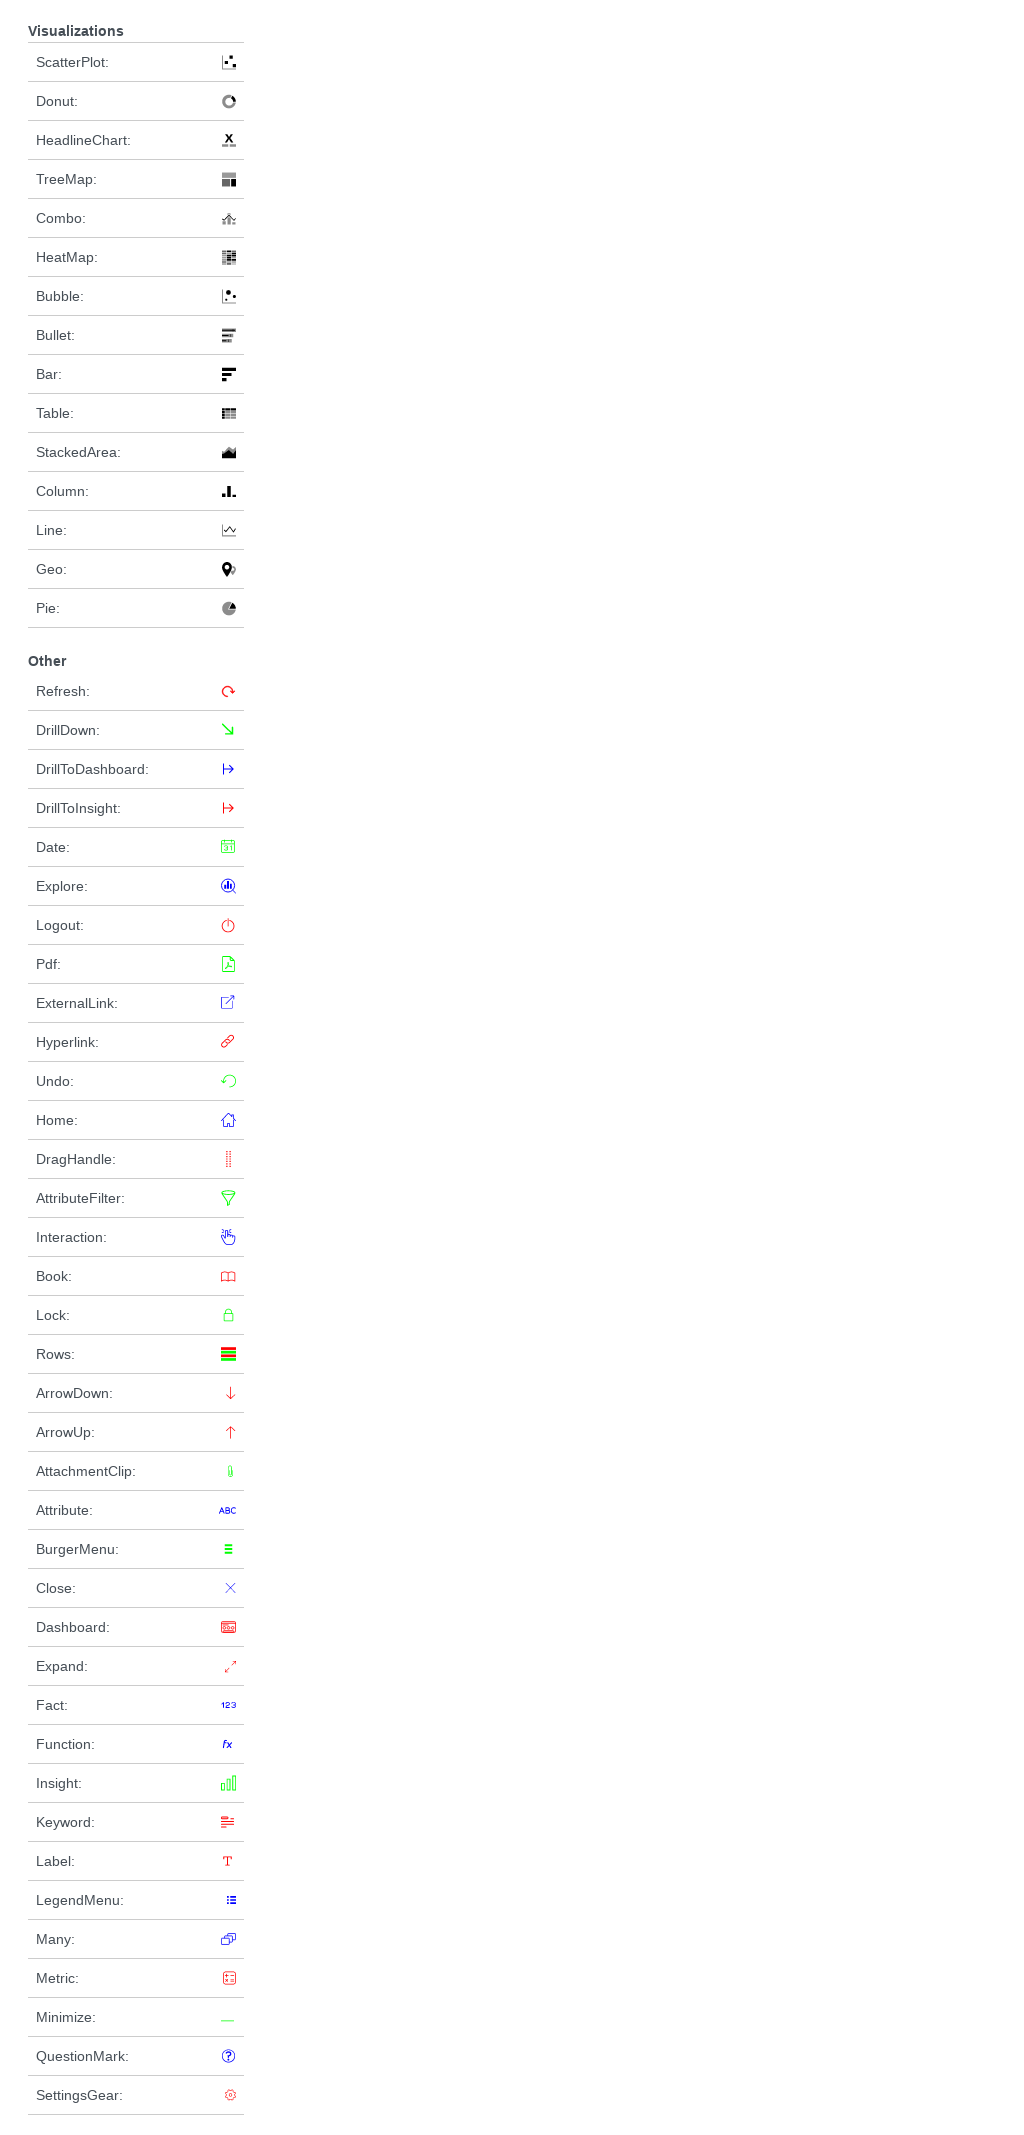 Visualizations
ScatterPlot:
Donut:
HeadlineChart:
TreeMap:
Combo:
HeatMap:
Bubble:
Bullet:
Bar:
Table:
StackedArea:
Column:
Line:
Geo:
Pie:
Other
Refresh:
DrillDown:
DrillToDashboard:
DrillToInsight:
Date: 31
Explore:
Logout:
Pdf:
ExternalLink:
Hyperlink:
Undo:
Home:
DragHandle:
AttributeFilter:
Interaction:
Book:
Lock:
Rows:
ArrowDown:
ArrowUp:
AttachmentClip:
Attribute: ABC
BurgerMenu:
Close:
Dashboard:
Expand:
Fact: 123
Function: fx
Insight:
Keyword:
Label: T
LegendMenu:
Many:
Metric:
Minimize:
QuestionMark: ?
SettingsGear: